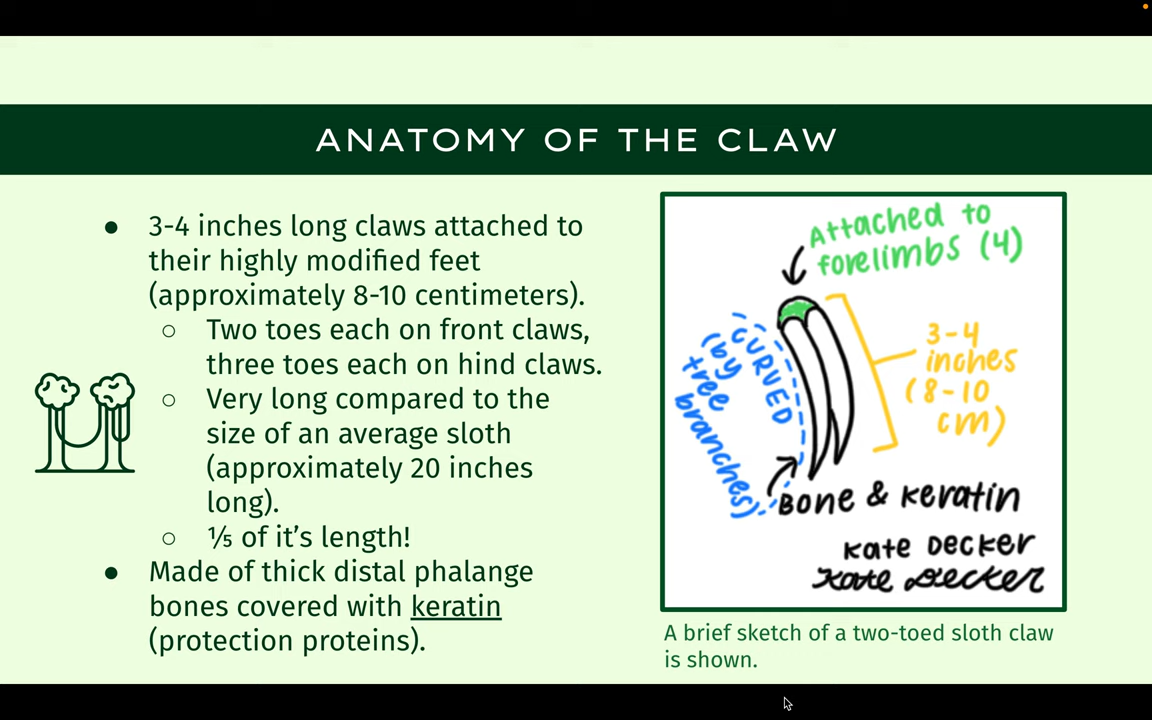 ANATOMY OF THE CLAW
● 3-4 inches long claws attached to
their highly modified feet
(approximately 8-10 centimeters).
○ Two toes each on front claws,
three toes each on hind claws.
○ Very long compared to the
size of an average sloth
(approximately 20 inches
long).
○ ⅕ of it’s length!
● Made of thick distal phalange
bones covered with keratin
(protection proteins).
Attached to
forelimbs (4)
CURVED
(by
tree
branches)
3-4
inches
(8-10
cm)
Bone & Keratin
Kate Decker
Kate Decker
A brief sketch of a two-toed sloth claw
is shown.